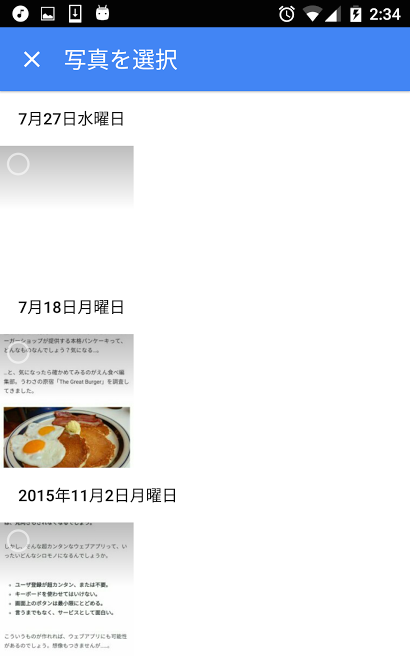 2:34
写真を選択
7月27日水曜日
7月18日月曜日
ーガーショップが提供する本格パンケーキって、
どんなものなんでしょう？気になる…。
…と、気になったら確かめてみるのがえん食べ編
集部。うわさの原宿「The Great Burger」を調査し
てきました。
2015年11月2日月曜日
しかし、そんな超カンタンなウェブアプリって、い
ったいどんなシロモノになるんでしょうか。
• ユーザ登録が超カンタン、または不要。
• キーボードを使わせてはいけない。
• 画面上のボタンは最小限にとどめる。
• 言うまでもなく、サービスとして面白い。
こういうものが作れれば、ウェブアプリにも可能性
があるのでしょう。想像もつきませんが……。